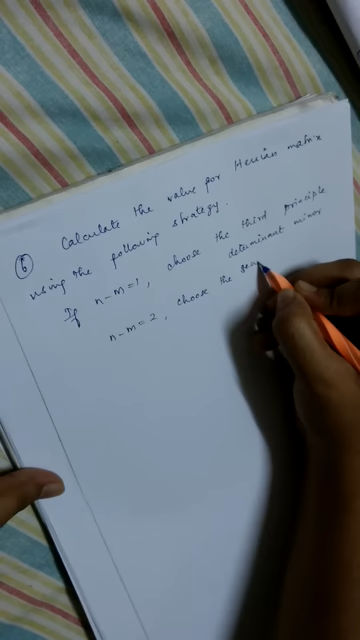 ⑥ Calculate the value for Hessian matrix
using the following strategy.
If n-m=1, choose the third principle
determinant minor
n-m=2, choose the